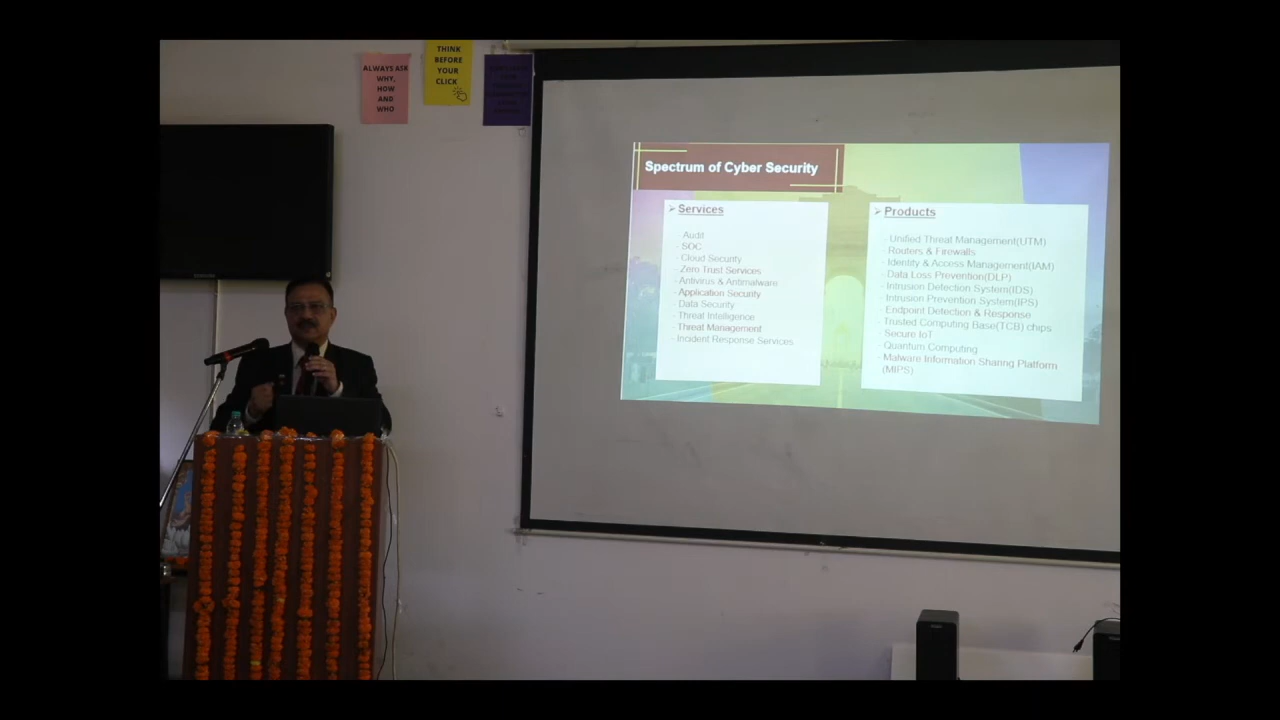 ALWAYS ASK
WHY,
HOW
AND
WHO
THINK
BEFORE
YOUR
CLICK
Spectrum of Cyber Security
➢ Services
- Audit
- SOC
- Cloud Security
- Zero Trust Services
- Antivirus & Antimalware
- Application Security
- Data Security
- Threat Intelligence
- Threat Management
- Incident Response Services
➢ Products
- Unified Threat Management(UTM)
- Routers & Firewalls
- Identity & Access Management(IAM)
- Data Loss Prevention(DLP)
- Intrusion Detection System(IDS)
- Intrusion Prevention System(IPS)
- Endpoint Detection & Response
- Trusted Computing Base(TCB) chips
Secure IoT
- Quantum Computing
- Malware Information Sharing Platform
(MIPS)